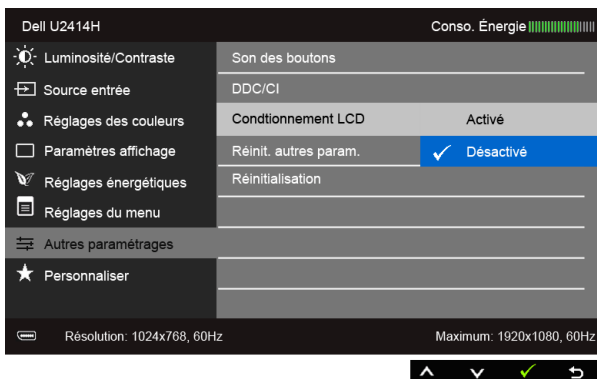 Dell U2414H Conso. Énergie
Luminosité/Contraste Son des boutons
Source entrée DDC/CI
Réglages des couleurs Condtionnement LCD Activé
Paramètres affichage Réinit. autres param. Désactivé
Réglages énergétiques Réinitialisation
Réglages du menu
Autres paramétrages
Personnaliser
Résolution: 1024x768, 60Hz Maximum: 1920x1080, 60Hz